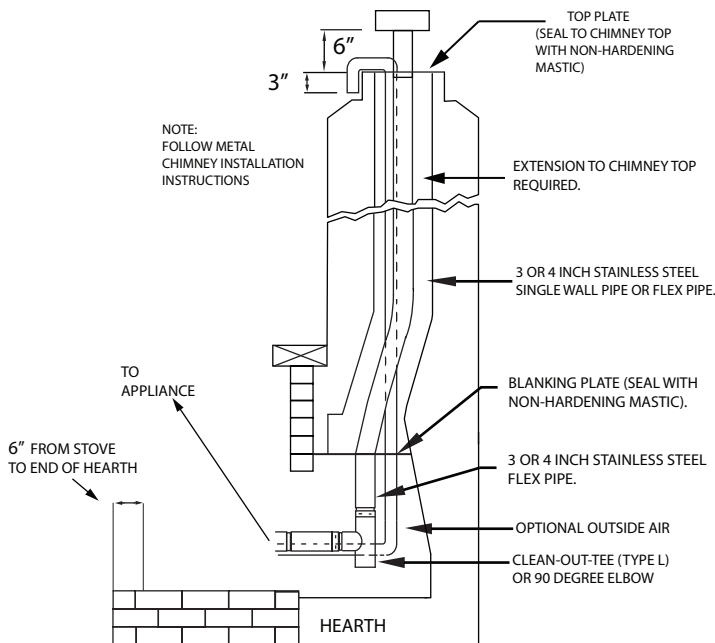 TOP PLATE
(SEAL TO CHIMNEY TOP
WITH NON-HARDENING
MASTIC)
6”
3”
NOTE:
FOLLOW METAL
CHIMNEY INSTALLATION
INSTRUCTIONS
EXTENSION TO CHIMNEY TOP
REQUIRED.
3 OR 4 INCH STAINLESS STEEL
SINGLE WALL PIPE OR FLEX PIPE.
TO
APPLIANCE
BLANKING PLATE (SEAL WITH
NON-HARDENING MASTIC).
6” FROM STOVE
TO END OF HEARTH
3 OR 4 INCH STAINLESS STEEL
FLEX PIPE.
OPTIONAL OUTSIDE AIR
CLEAN-OUT-TEE (TYPE L)
OR 90 DEGREE ELBOW
HEARTH